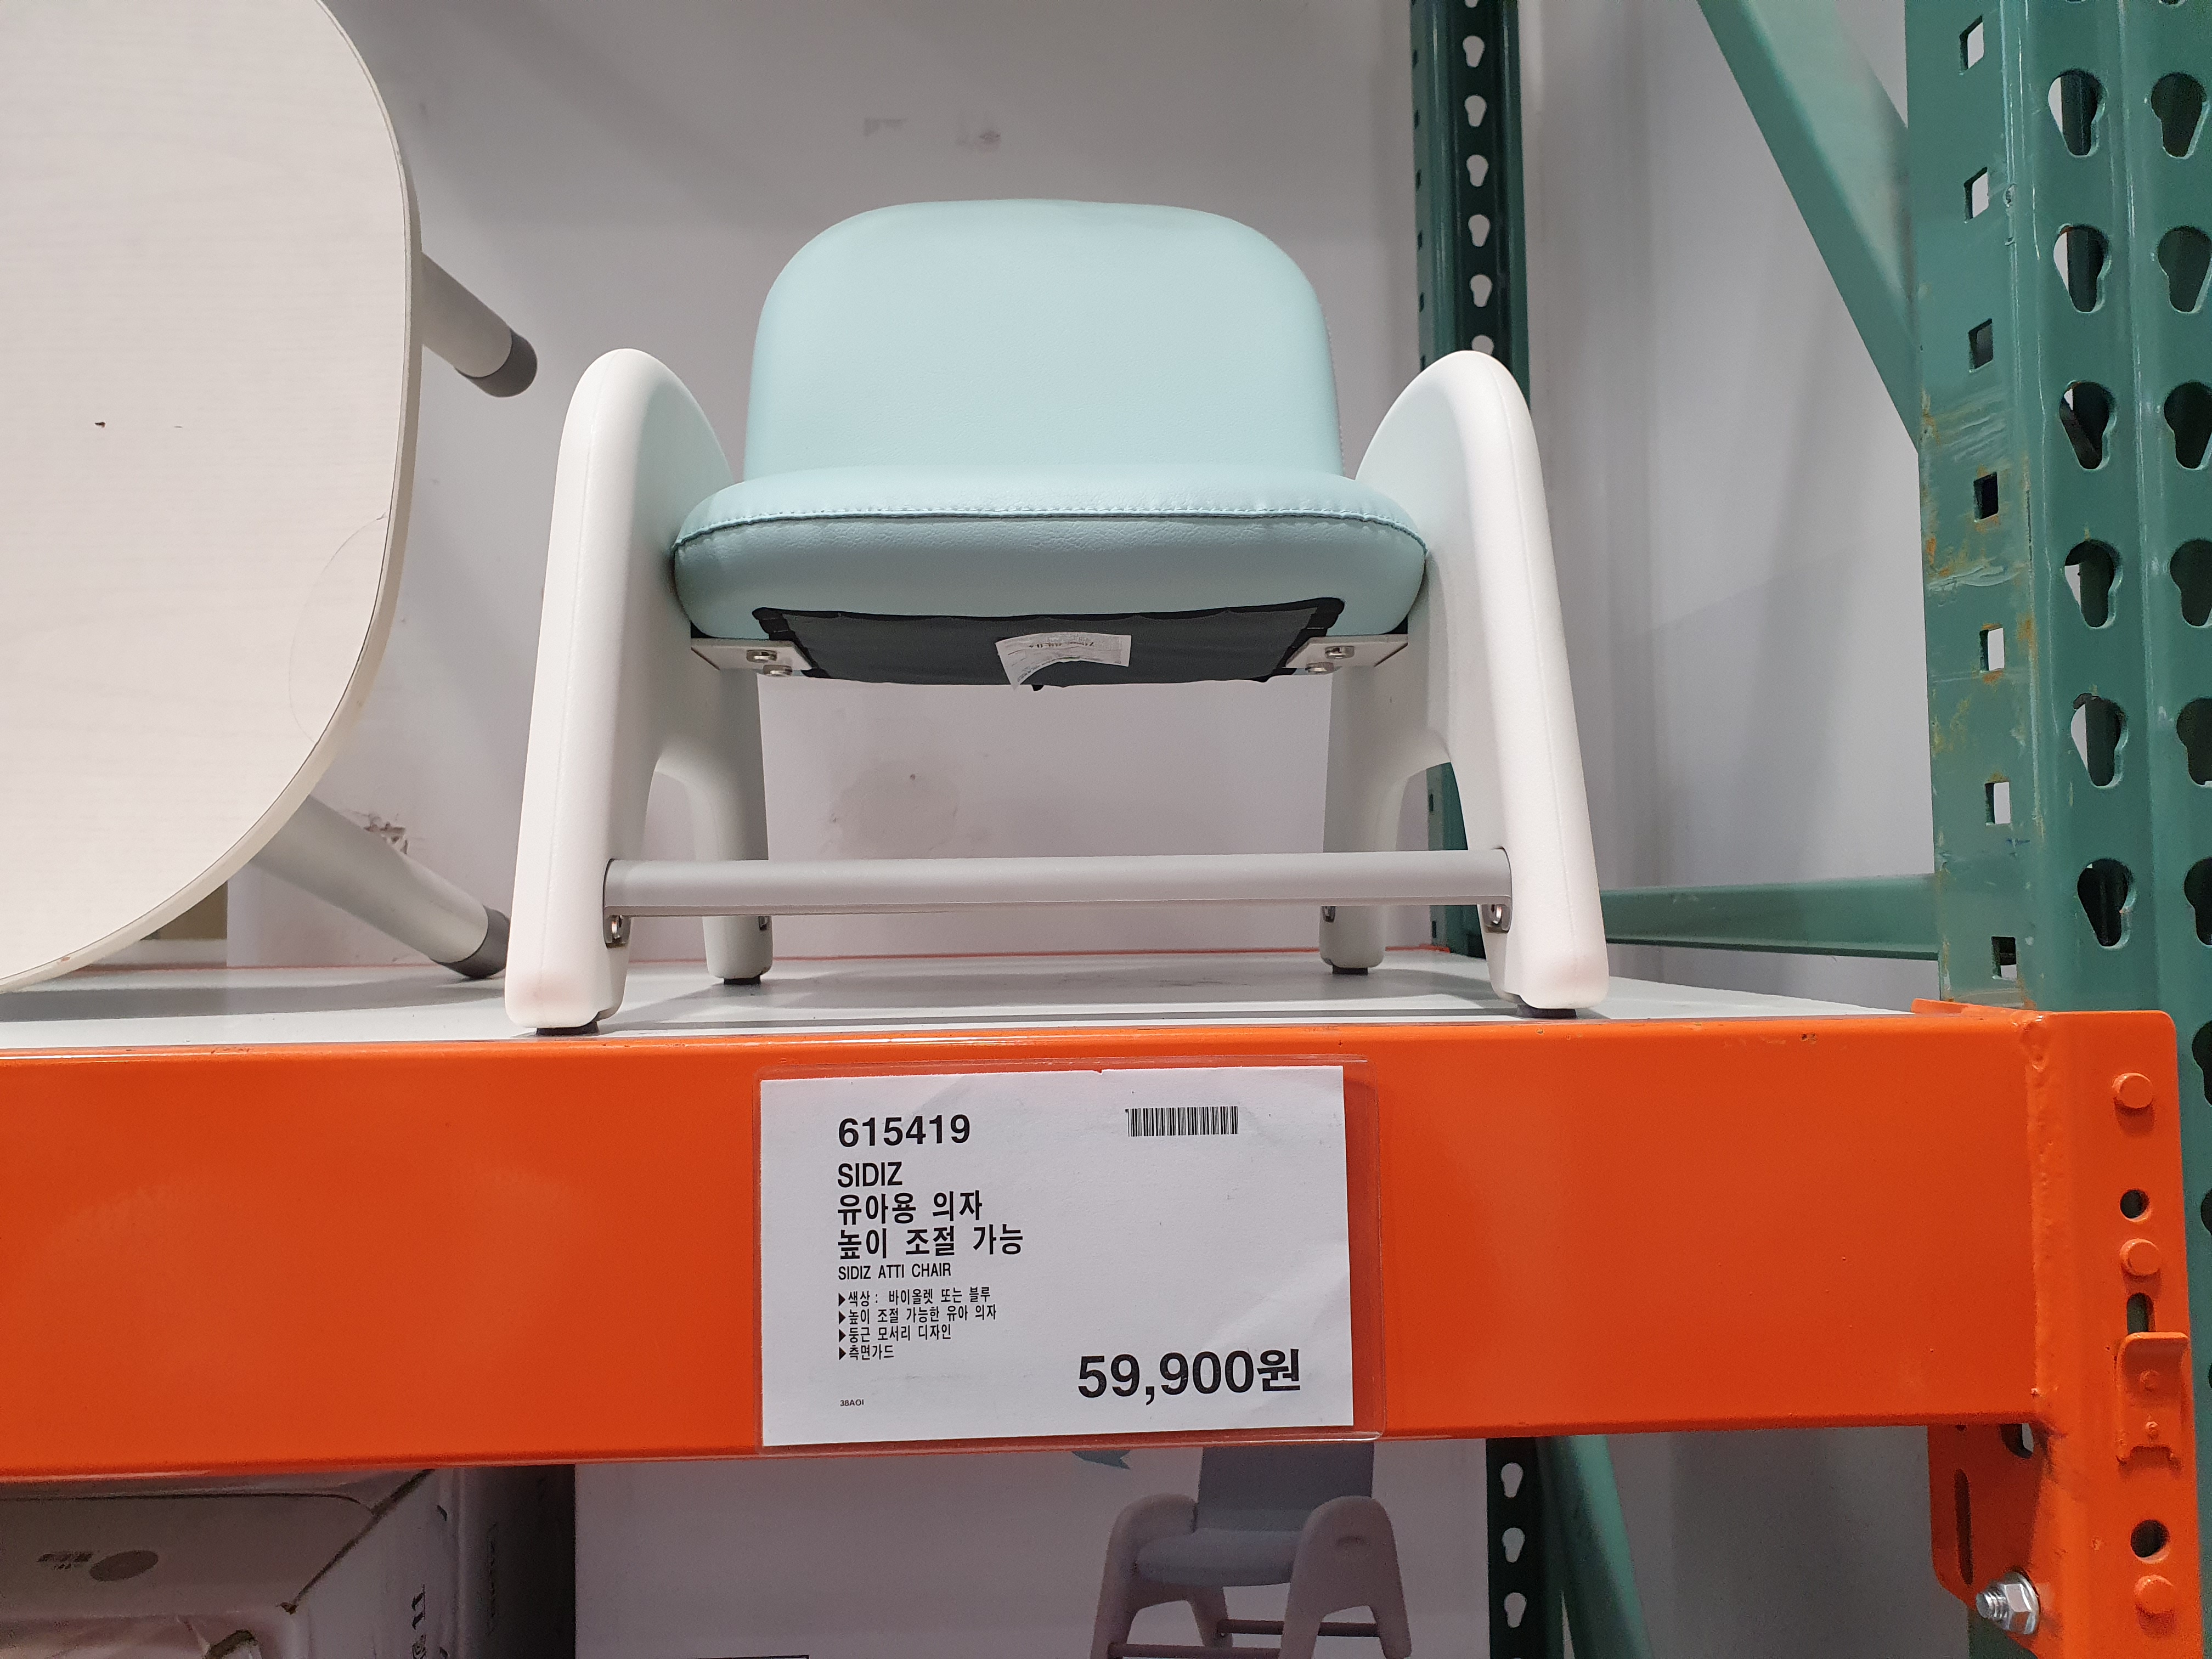 615419
SIDIZ
유아용 의자
높이 조절 가능
SIDIZ ATTI CHAIR
▶색상 : 바이올렛 또는 블루
▶높이 조절 가능한 유아 의자
▶둥근 모서리 디자인
▶측면가드
59,900원
38AOI